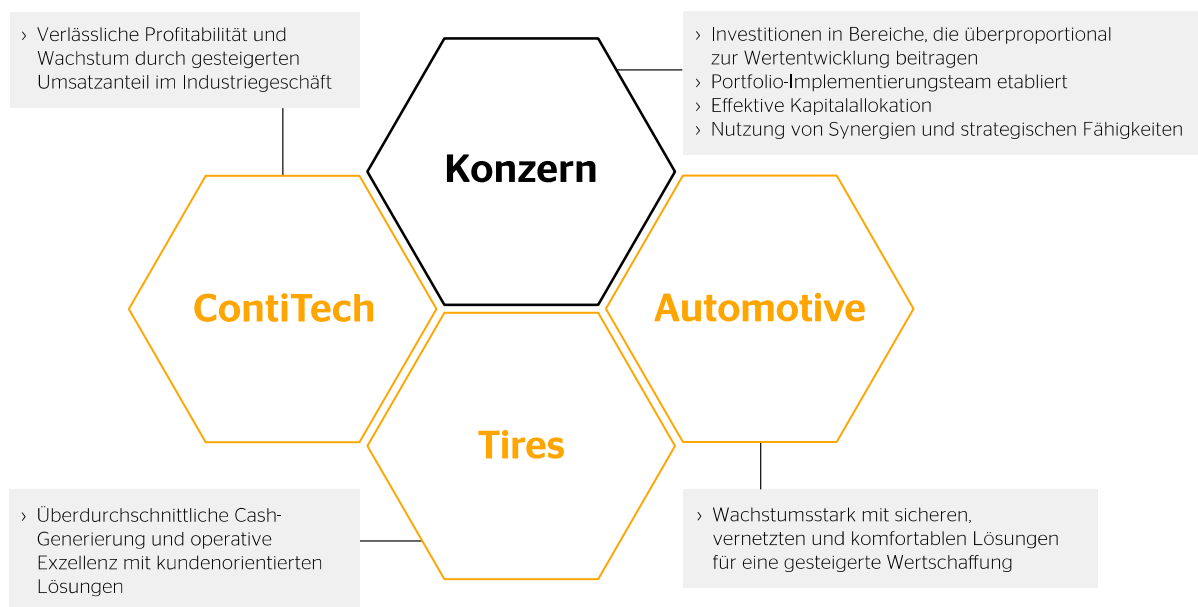 › Verlässliche Profitabilität und
Wachstum durch gesteigerten
Umsatzanteil im Industriegeschäft
› Investitionen in Bereiche, die überproportional
zur Wertentwicklung beitragen
› Portfolio-Implementierungsteam etabliert
› Effektive Kapitalallokation
› Nutzung von Synergien und strategischen Fähigkeiten
Konzern
ContiTech
Automotive
Tires
› Überdurchschnittliche Cash-
Generierung und operative
Exzellenz mit kundenorientierten
Lösungen
› Wachstumsstark mit sicheren,
vernetzten und komfortablen Lösungen
für eine gesteigerte Wertschaffung